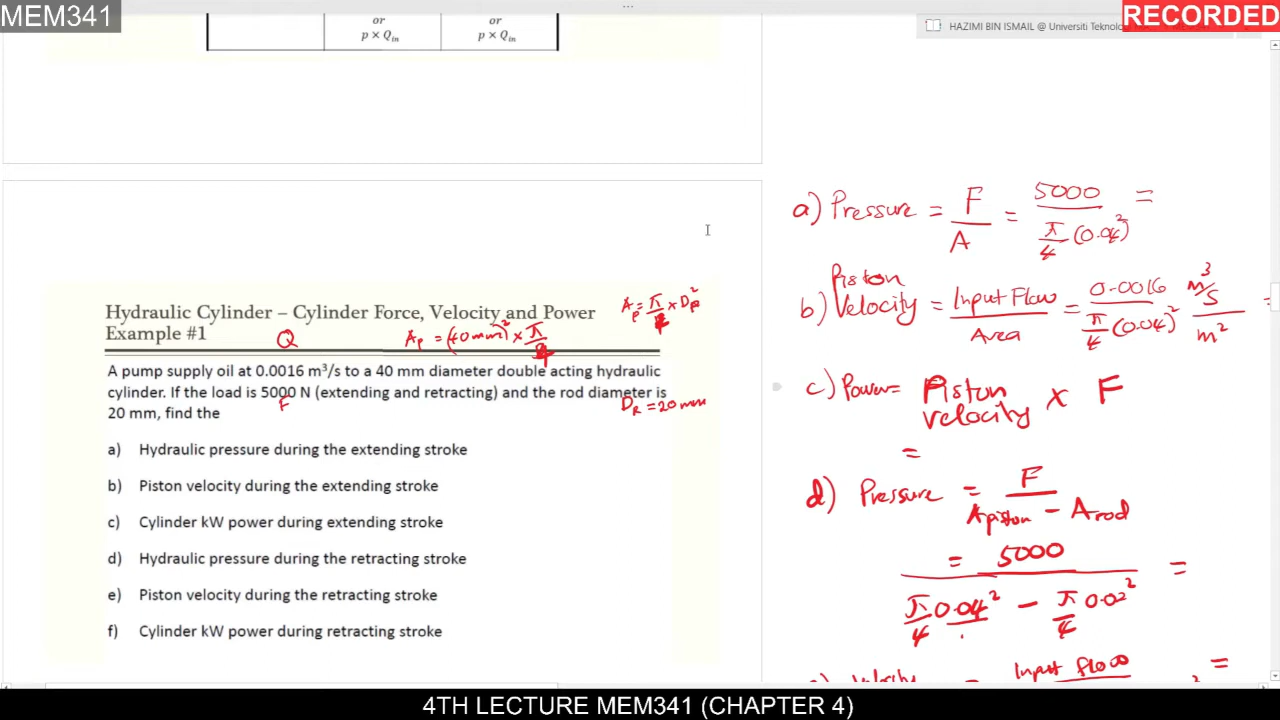 MEM341
RECORDED
or
or
p × Q_in
p × Q_in
HAZIMI BIN ISMAIL @ Universiti Teknolog
Hydraulic Cylinder – Cylinder Force, Velocity and Power
Example #1
Q
A_p = (40mm)² × π/4
A_p = π/4 × D_p²
A pump supply oil at 0.0016 m³/s to a 40 mm diameter double acting hydraulic
cylinder. If the load is 5000 N (extending and retracting) and the rod diameter is
F
20 mm, find the
D_R = 20 mm
a) Hydraulic pressure during the extending stroke
b) Piston velocity during the extending stroke
c) Cylinder kW power during extending stroke
d) Hydraulic pressure during the retracting stroke
e) Piston velocity during the retracting stroke
f) Cylinder kW power during retracting stroke
a) Pressure = F/A = 5000 / π/4 (0.04)² =
b) Piston Velocity = Input Flow / Area = 0.0016 / π/4 (0.04)² m³/s / m² =
c) Power = Piston velocity × F
=
d) Pressure = F / Apiston - Arod
= 5000 / π/4 0.04² - π/4 0.02² =
Input flow =
4TH LECTURE MEM341 (CHAPTER 4)